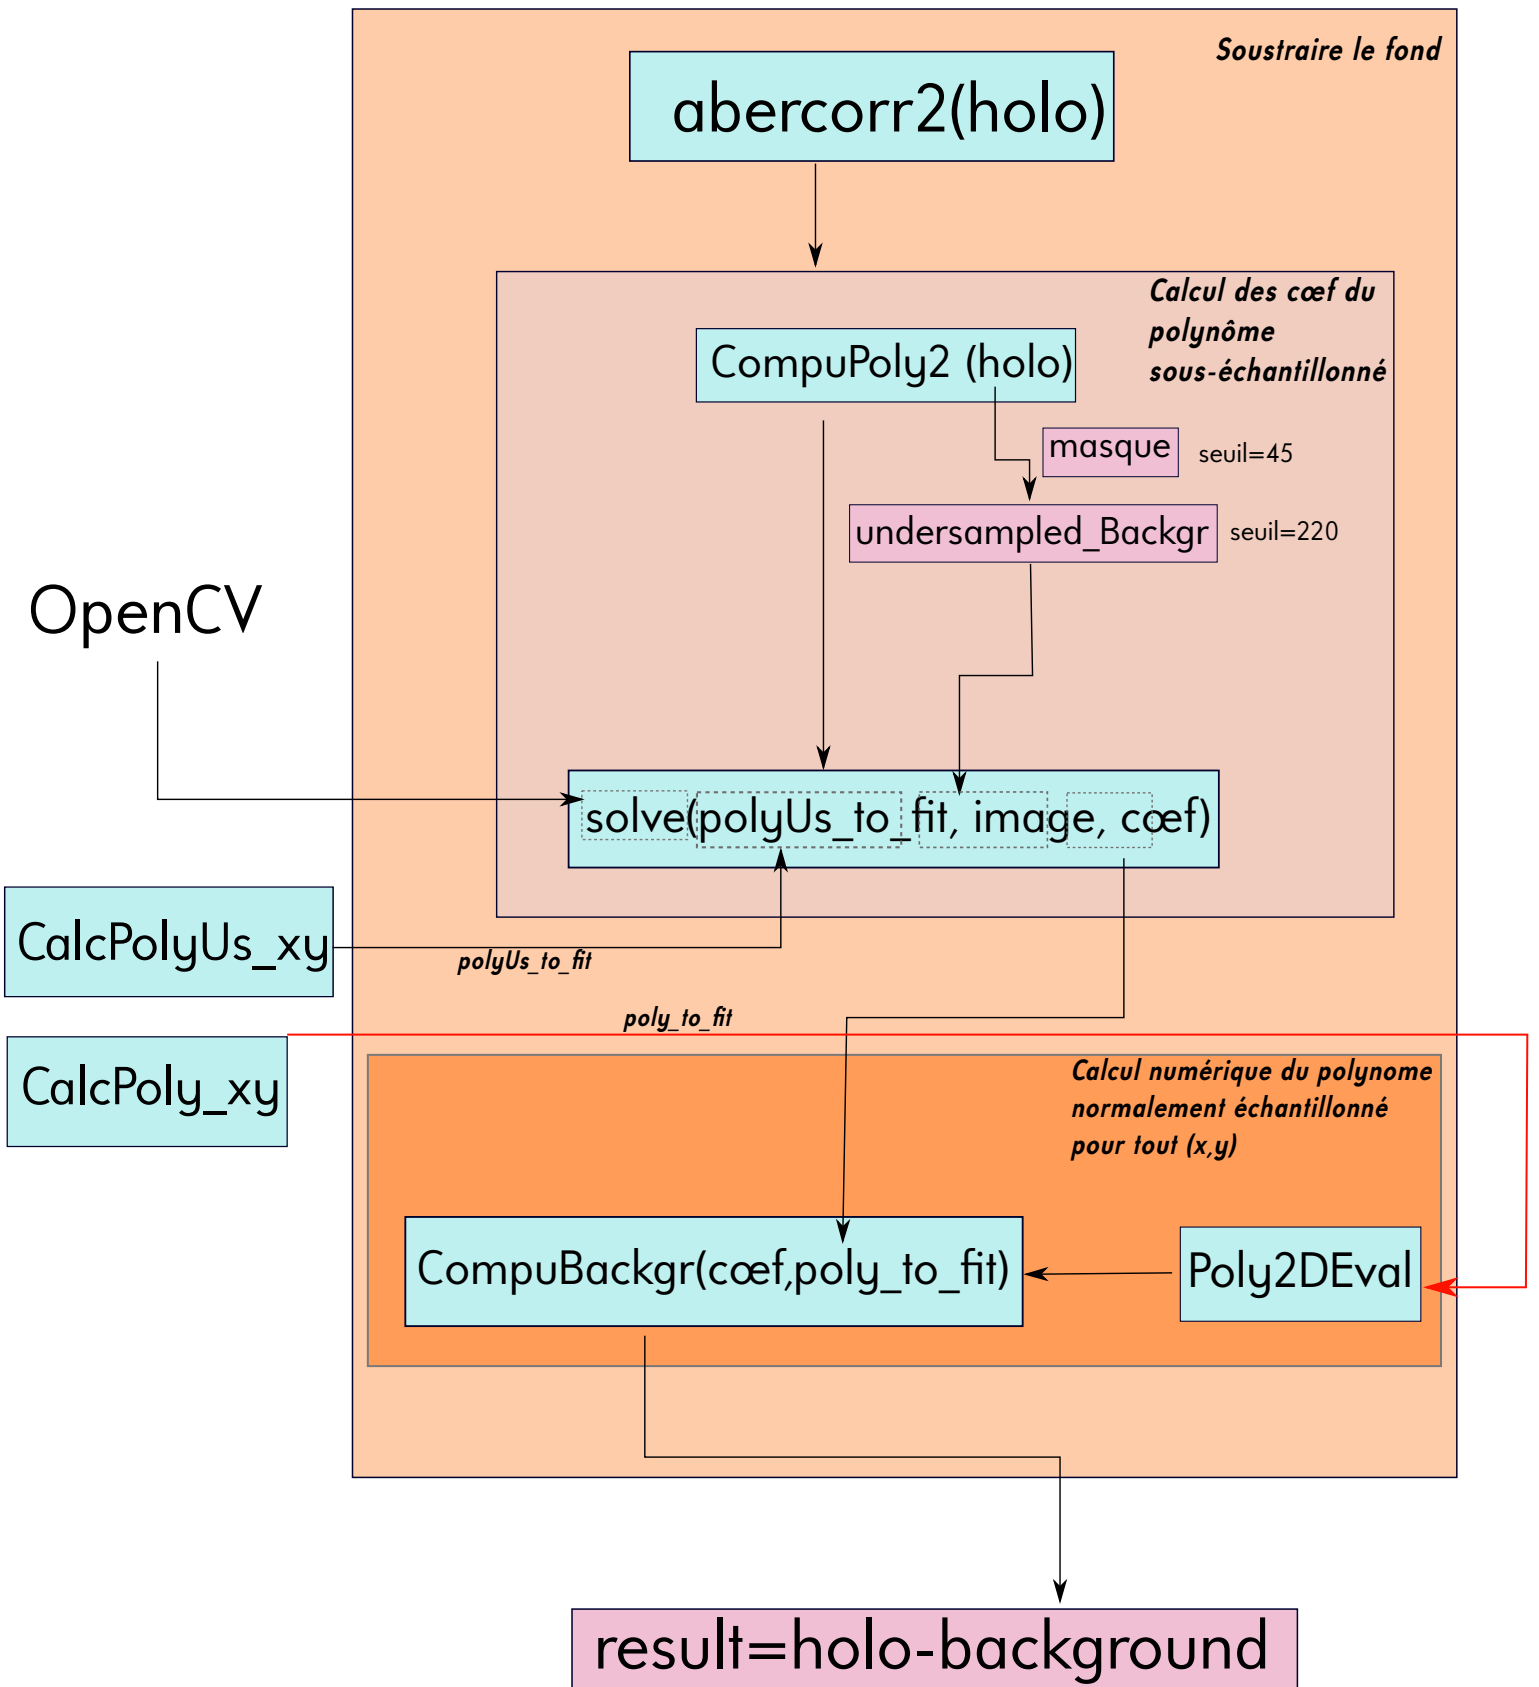 Soustraire le fond
abercorr2(holo)
Calcul des cœf du
polynôme
sous-échantillonné
CompuPoly2 (holo)
masque
seuil=45
undersampled_Backgr
seuil=220
OpenCV
solve(polyUs_to_fit, image, cœf)
CalcPolyUs_xy
polyUs_to_fit
poly_to_fit
CalcPoly_xy
Calcul numérique du polynome
normalement échantillonné
pour tout (x,y)
CompuBackgr(cœf,poly_to_fit)
Poly2DEval
result=holo-background